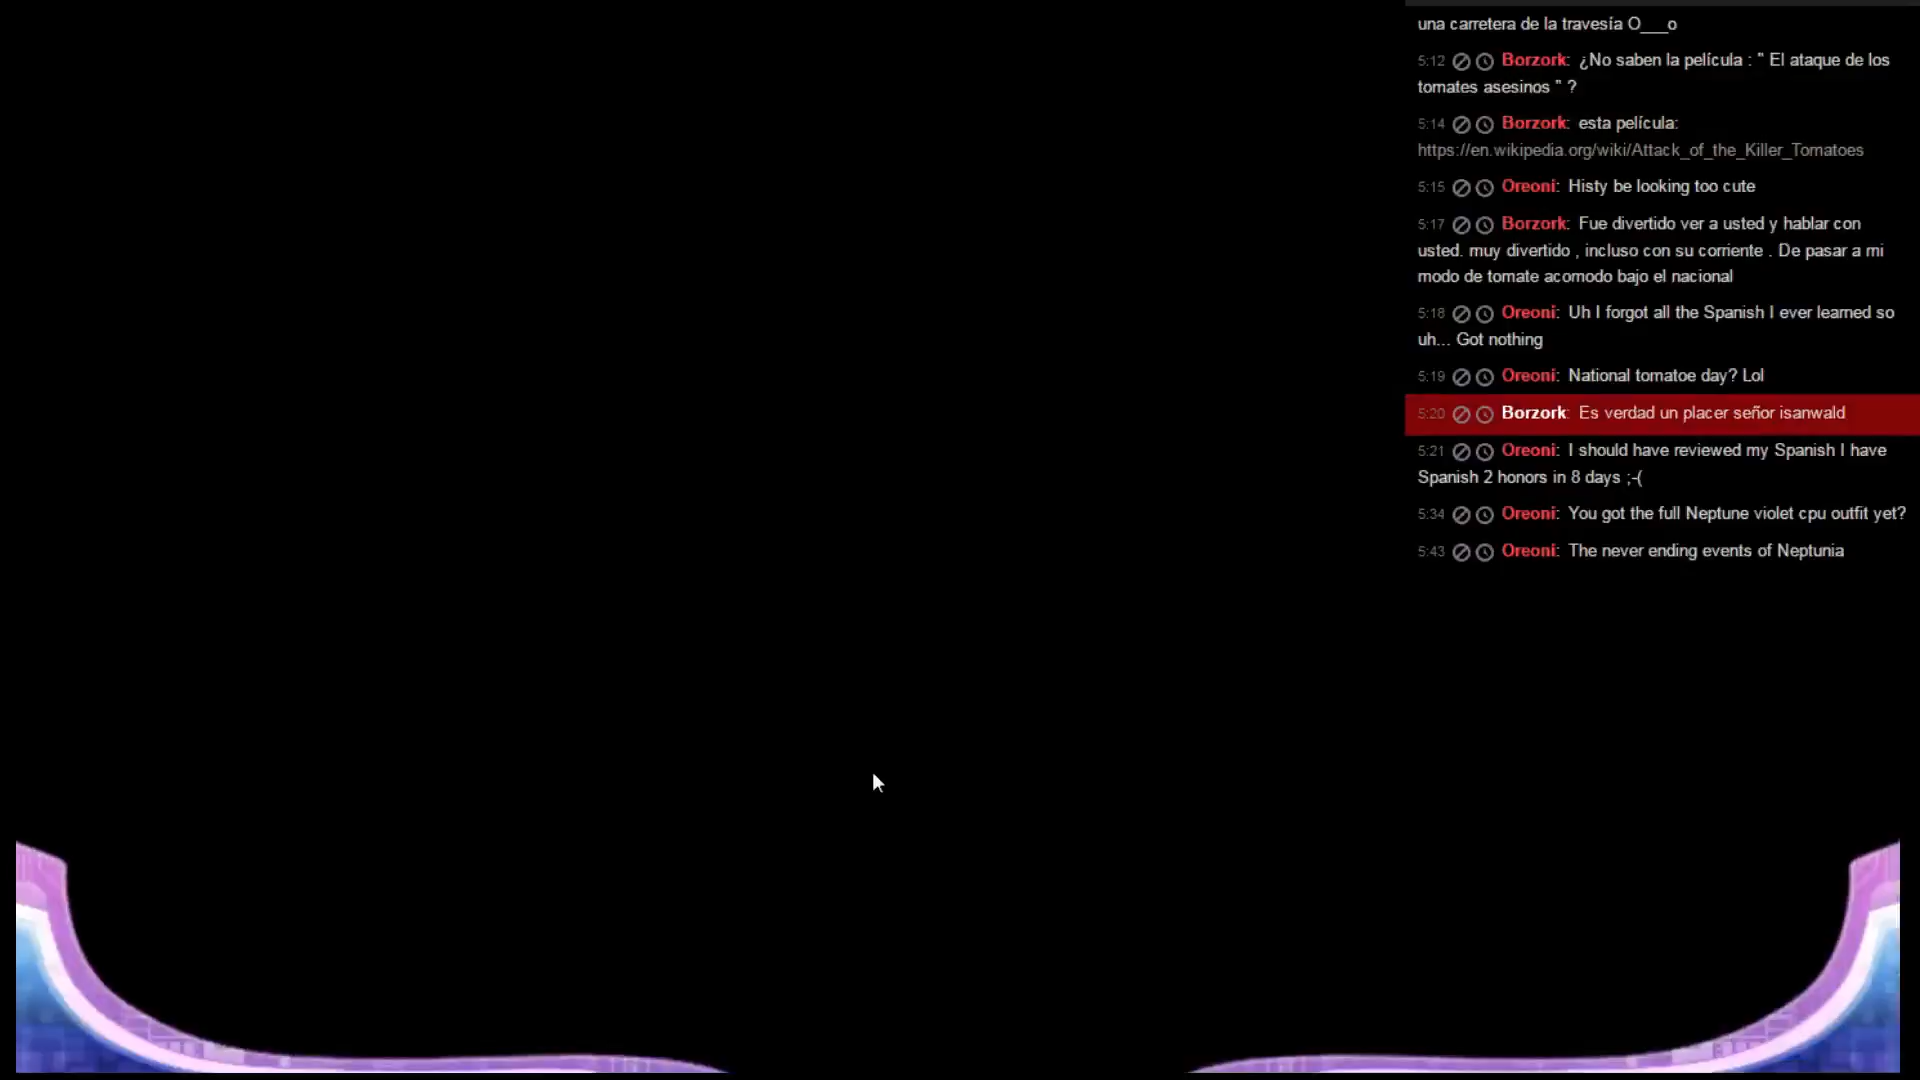 una carretera de la travesía O___o
5:12 Borzork: ¿No saben la película : " El ataque de los
tomates asesinos " ?
5:14 Borzork: esta película:
https://en.wikipedia.org/wiki/Attack_of_the_Killer_Tomatoes
5:15 Oreoni: Histy be looking too cute
5:17 Borzork: Fue divertido ver a usted y hablar con
usted. muy divertido , incluso con su corriente . De pasar a mi
modo de tomate acomodo bajo el nacional
5:18 Oreoni: Uh I forgot all the Spanish I ever learned so
uh... Got nothing
5:19 Oreoni: National tomatoe day? Lol
5:20 Borzork: Es verdad un placer señor isanwald
5:21 Oreoni: I should have reviewed my Spanish I have
Spanish 2 honors in 8 days ;-(
5:34 Oreoni: You got the full Neptune violet cpu outfit yet?
5:43 Oreoni: The never ending events of Neptunia